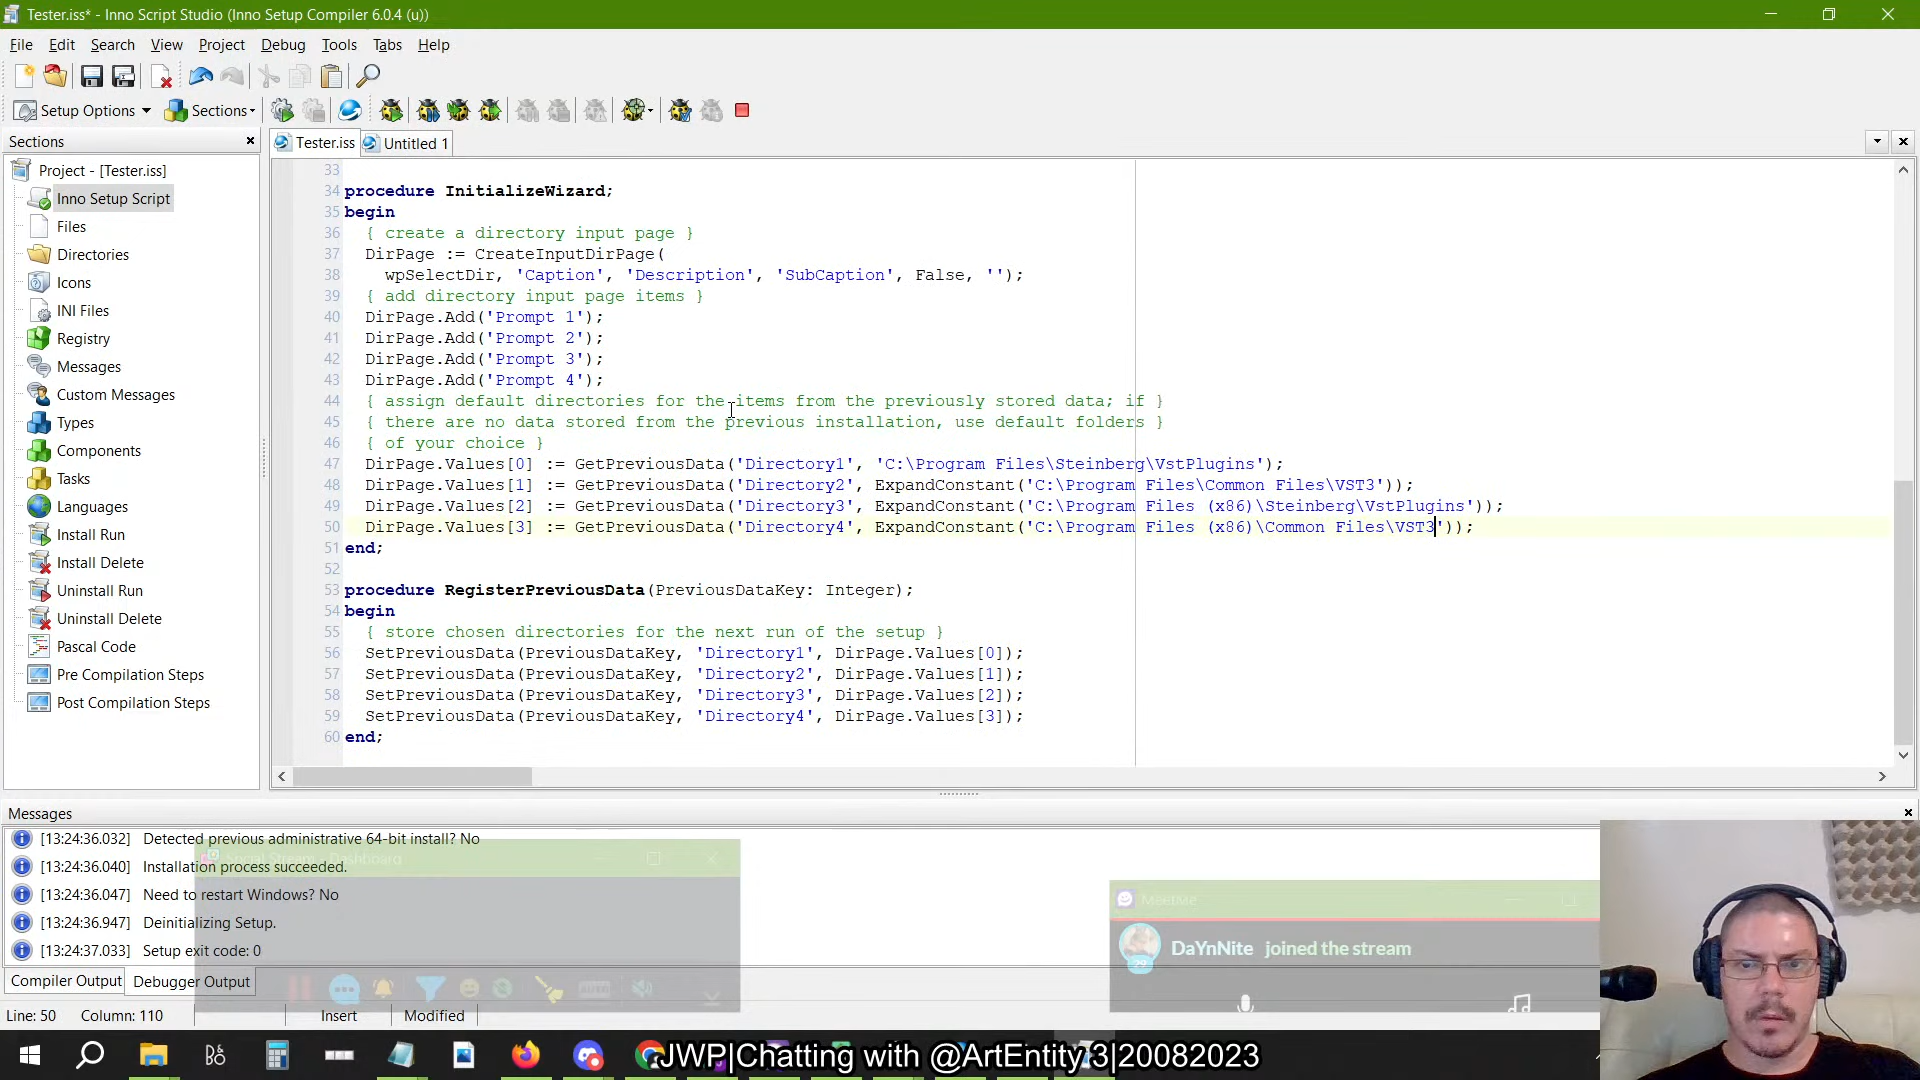 Tester.iss* - Inno Script Studio (Inno Setup Compiler 6.0.4 (u))
File Edit Search View Project Debug Tools Tabs Help
Setup Options Sections
Sections
Project - [Tester.iss]
Inno Setup Script
Files
Directories
Icons
INI Files
Registry
Messages
Custom Messages
Types
Components
Tasks
Languages
Install Run
Install Delete
Uninstall Run
Uninstall Delete
Pascal Code
Pre Compilation Steps
Post Compilation Steps
Tester.iss Untitled 1
33
34 procedure InitializeWizard;
35 begin
36 { create a directory input page }
37 DirPage := CreateInputDirPage(
38 wpSelectDir, 'Caption', 'Description', 'SubCaption', False, '');
39 { add directory input page items }
40 DirPage.Add('Prompt 1');
41 DirPage.Add('Prompt 2');
42 DirPage.Add('Prompt 3');
43 DirPage.Add('Prompt 4');
44 { assign default directories for the items from the previously stored data; if }
45 { there are no data stored from the previous installation, use default folders }
46 { of your choice }
47 DirPage.Values[0] := GetPreviousData('Directory1', 'C:\Program Files\Steinberg\VstPlugins');
48 DirPage.Values[1] := GetPreviousData('Directory2', ExpandConstant('C:\Program Files\Common Files\VST3'));
49 DirPage.Values[2] := GetPreviousData('Directory3', ExpandConstant('C:\Program Files (x86)\Steinberg\VstPlugins'));
50 DirPage.Values[3] := GetPreviousData('Directory4', ExpandConstant('C:\Program Files (x86)\Common Files\VST3'));
51 end;
52
53 procedure RegisterPreviousData(PreviousDataKey: Integer);
54 begin
55 { store chosen directories for the next run of the setup }
56 SetPreviousData(PreviousDataKey, 'Directory1', DirPage.Values[0]);
57 SetPreviousData(PreviousDataKey, 'Directory2', DirPage.Values[1]);
58 SetPreviousData(PreviousDataKey, 'Directory3', DirPage.Values[2]);
59 SetPreviousData(PreviousDataKey, 'Directory4', DirPage.Values[3]);
60 end;
Messages
[13:24:36.032] Detected previous administrative 64-bit install? No
[13:24:36.040] Installation process succeeded.
[13:24:36.047] Need to restart Windows? No
[13:24:36.947] Deinitializing Setup.
[13:24:37.033] Setup exit code: 0
Social Stream - Dashboard
MeetMe
DaYnNite joined the stream
29
Compiler Output Debugger Output
Line: 50 Column: 110 Insert Modified
JWP|Chatting with @ArtEntity 3|20082023